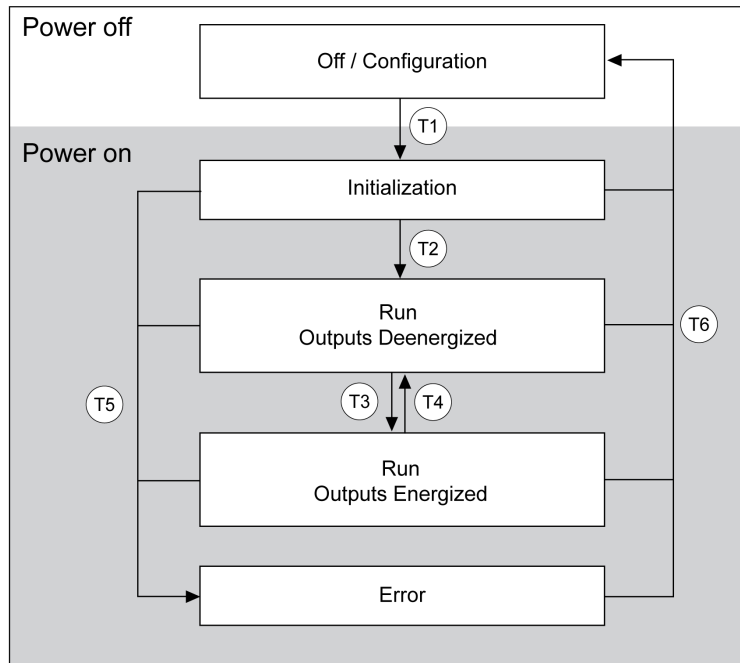 Power off
Off / Configuration
T1
Power on
Initialization
T2
Run
Outputs Deenergized
T6
T5
T3
T4
Run
Outputs Energized
Error